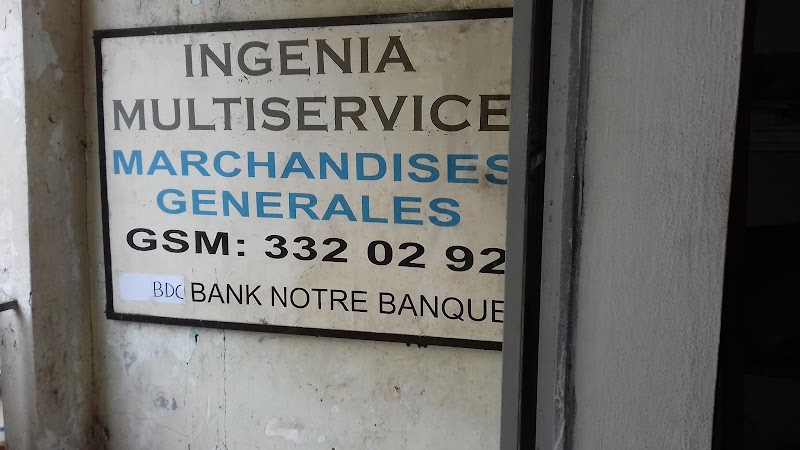 INGENIA
MULTISERVICE
MARCHANDISES
GENERALES
GSM: 332 02 92
BDC BANK NOTRE BANQUE